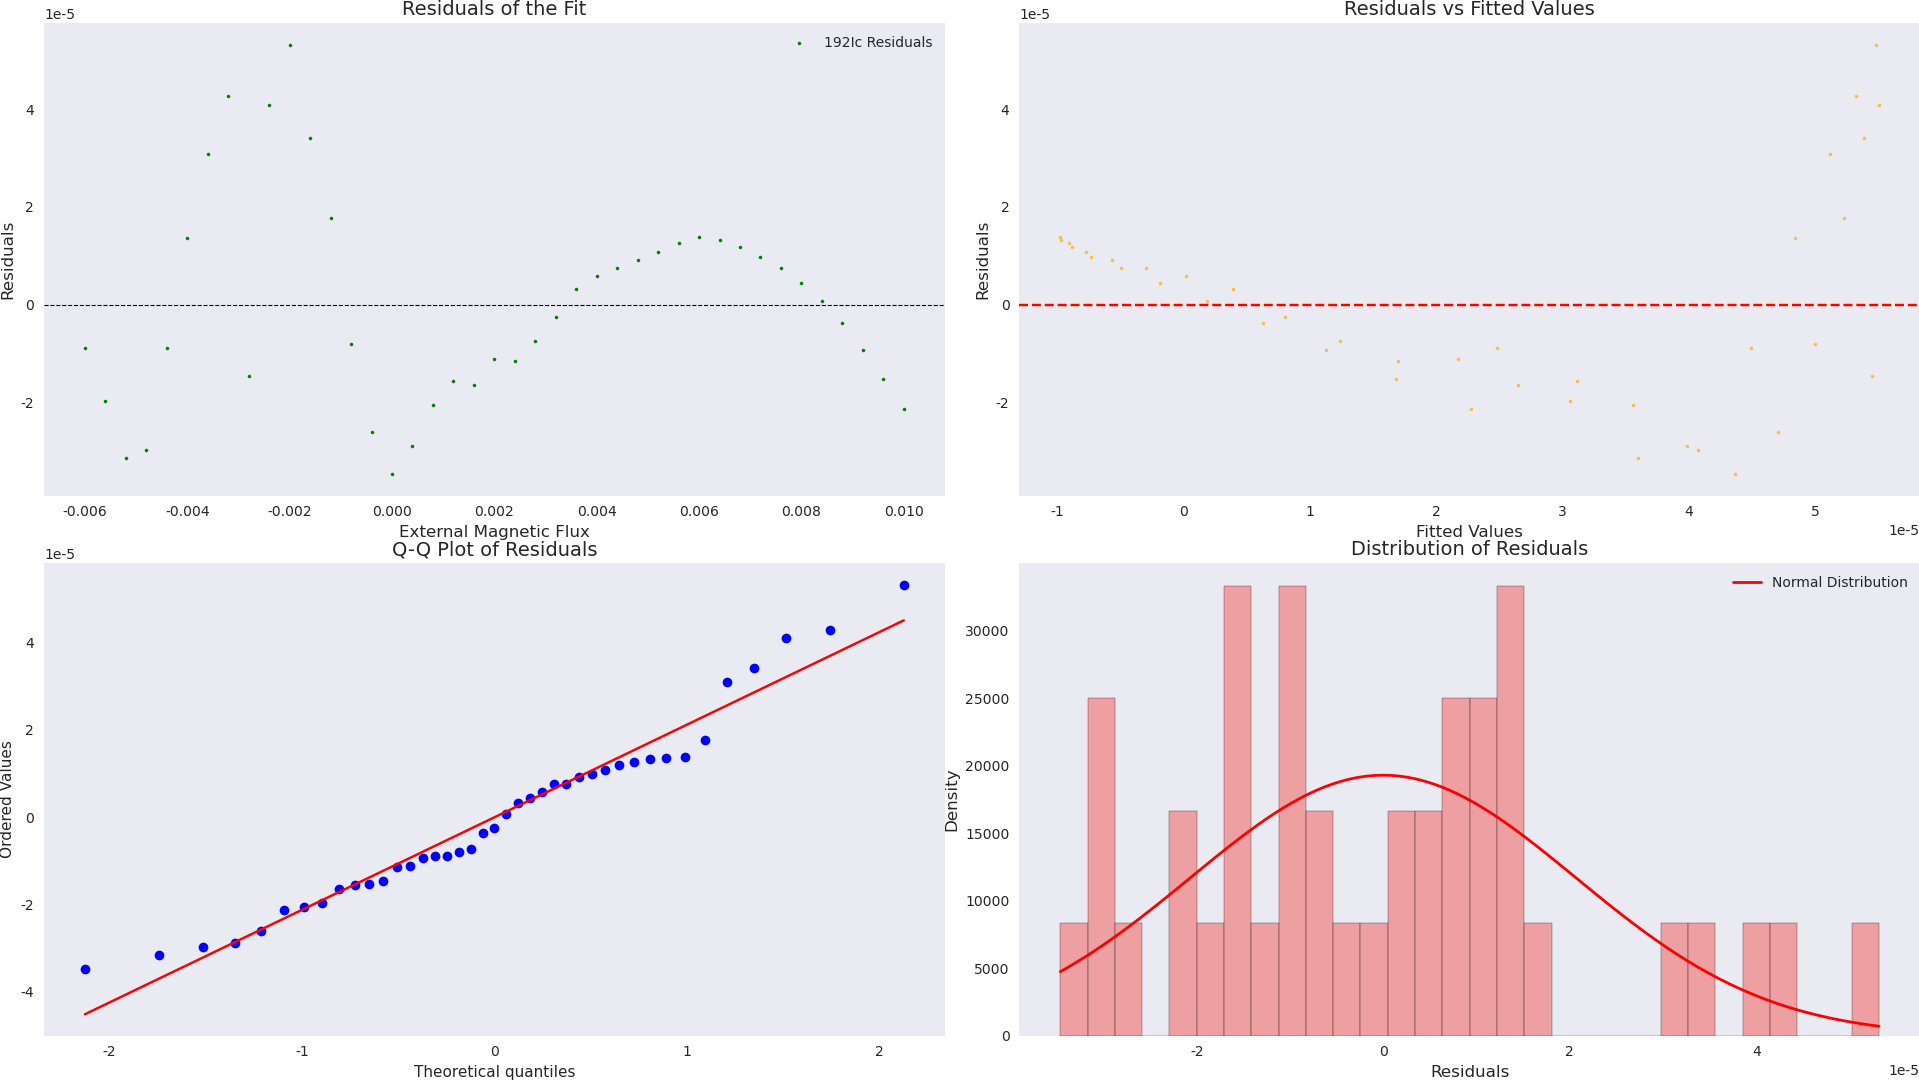 Residuals of the Fit
1e-5
192Ic Residuals
4
2
0
-2
Residuals
-0.006 -0.004 -0.002 0.000 0.002 0.004 0.006 0.008 0.010
External Magnetic Flux
Residuals vs Fitted Values
1e-5
4
2
0
-2
Residuals
-1 0 1 2 3 4 5
1e-5
Fitted Values
Q-Q Plot of Residuals
1e-5
4
2
0
-2
-4
Ordered Values
-2 -1 0 1 2
Theoretical quantiles
Distribution of Residuals
Normal Distribution
30000
25000
20000
15000
10000
5000
0
Density
-2 0 2 4
1e-5
Residuals